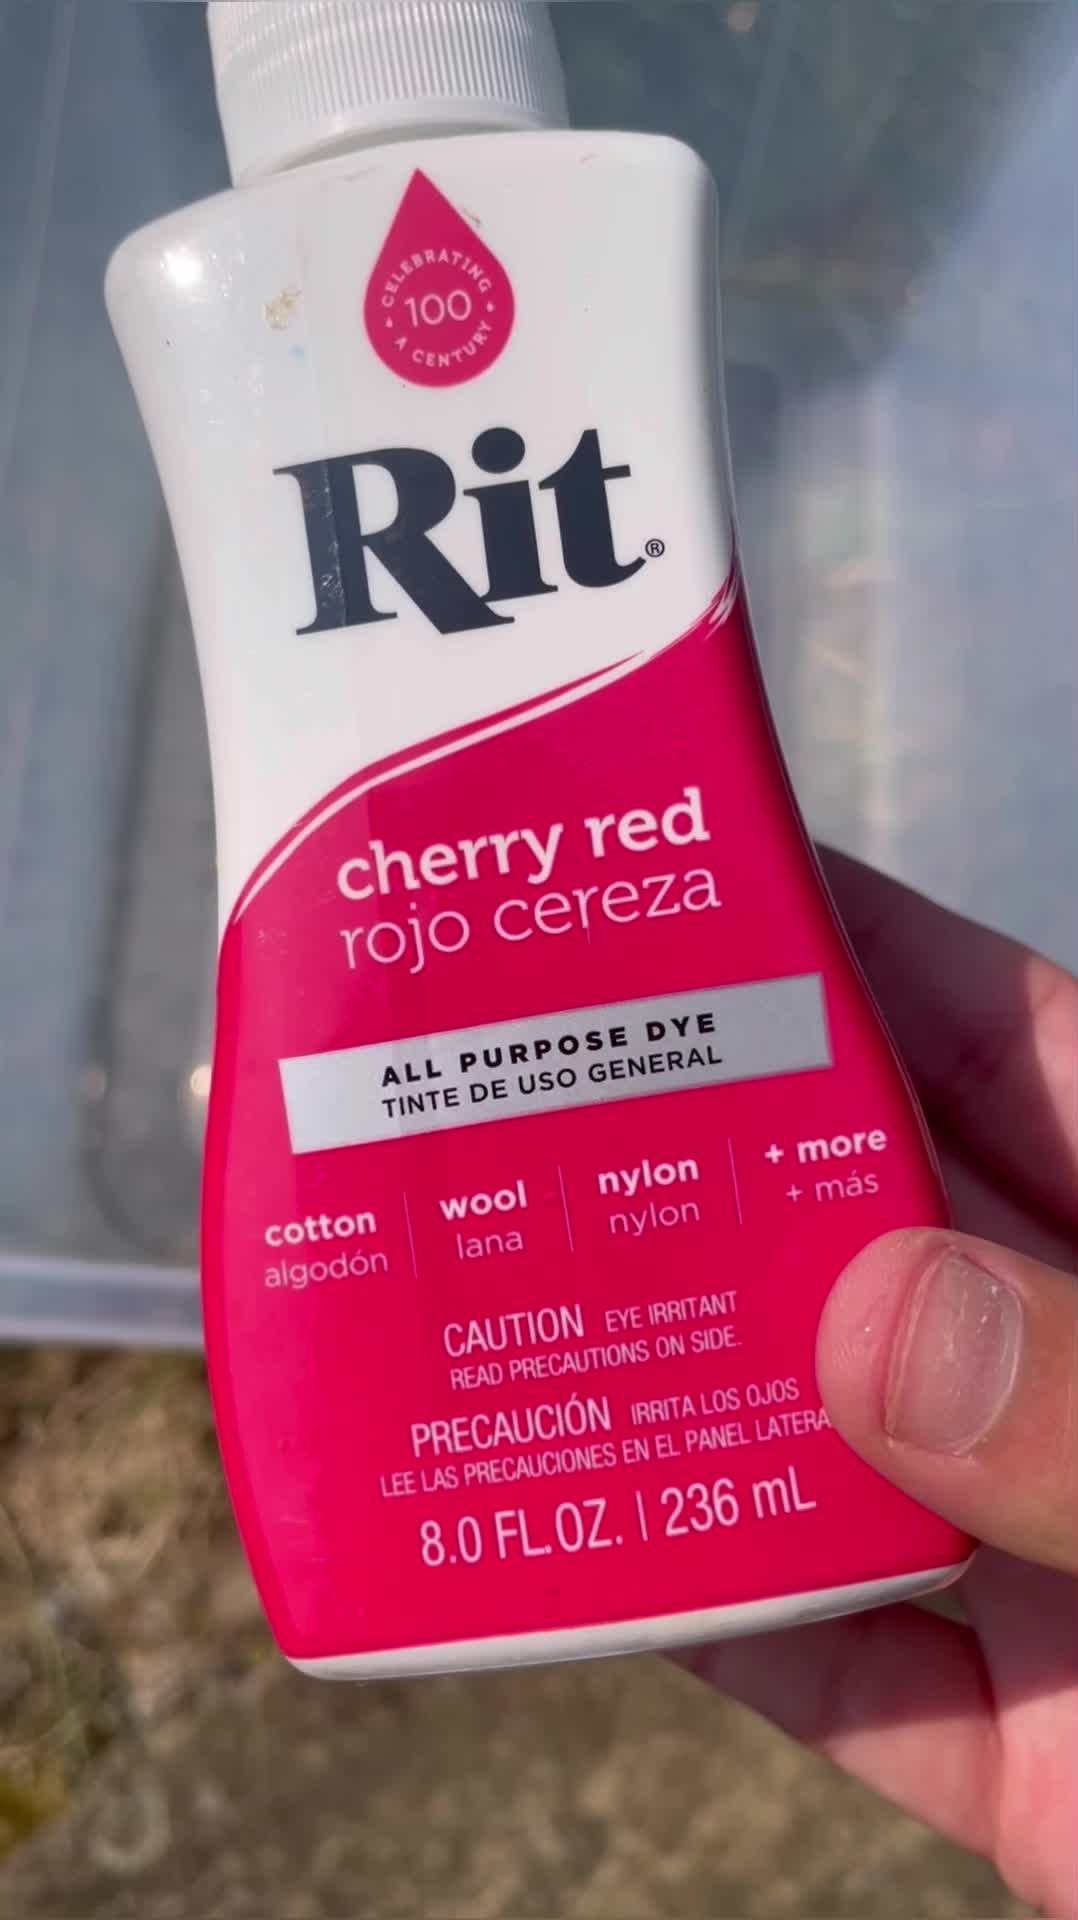 CELEBRATING
100
A CENTURY
Rit®
cherry red
rojo cereza
ALL PURPOSE DYE
TINTE DE USO GENERAL
cotton
algodón
wool
lana
nylon
nylon
+ more
+ más
CAUTION EYE IRRITANT
READ PRECAUTIONS ON SIDE.
PRECAUCIÓN IRRITA LOS OJOS
LEE LAS PRECAUCIONES EN EL PANEL LATERA
8.0 FL.OZ. | 236 mL